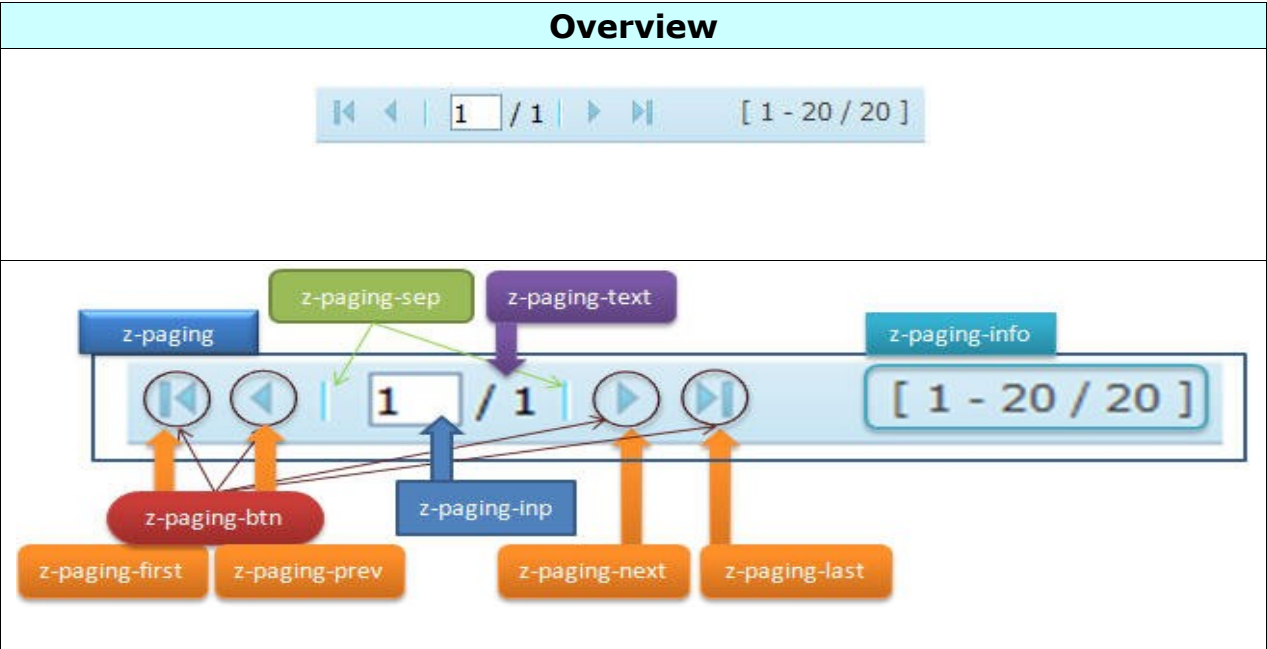 Overview
1 / 1 [ 1 - 20 / 20 ]
z-paging-sep z-paging-text
z-paging z-paging-info
1 / 1 [ 1 - 20 / 20 ]
z-paging-btn z-paging-inp
z-paging-first z-paging-prev z-paging-next z-paging-last